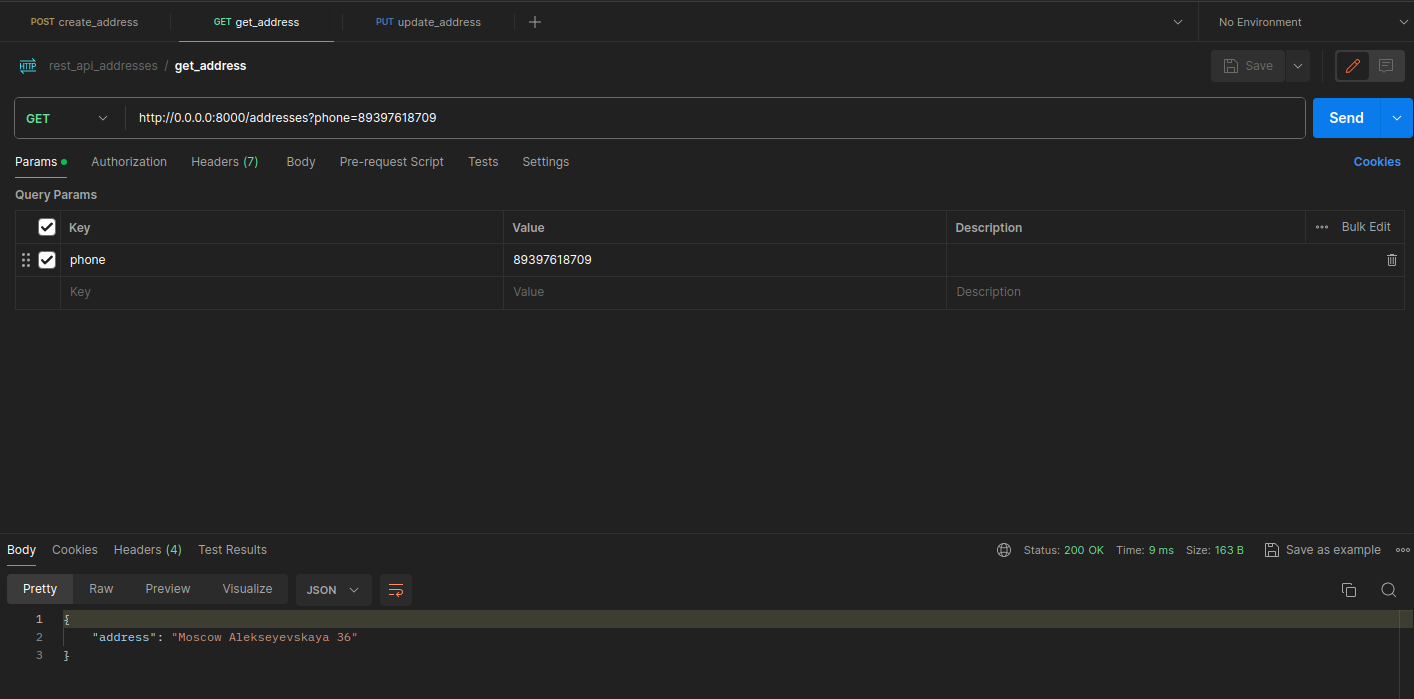 POST create_address GET get_address PUT update_address No Environment
HTTP rest_api_addresses / get_address Save
GET http://0.0.0.0:8000/addresses?phone=89397618709 Send
Params Authorization Headers (7) Body Pre-request Script Tests Settings Cookies
Query Params
Key Value Description Bulk Edit
phone 89397618709
Key Value Description
Body Cookies Headers (4) Test Results Status: 200 OK Time: 9 ms Size: 163 B Save as example
Pretty Raw Preview Visualize JSON
1 {
2 "address": "Moscow Alekseyevskaya 36"
3 }